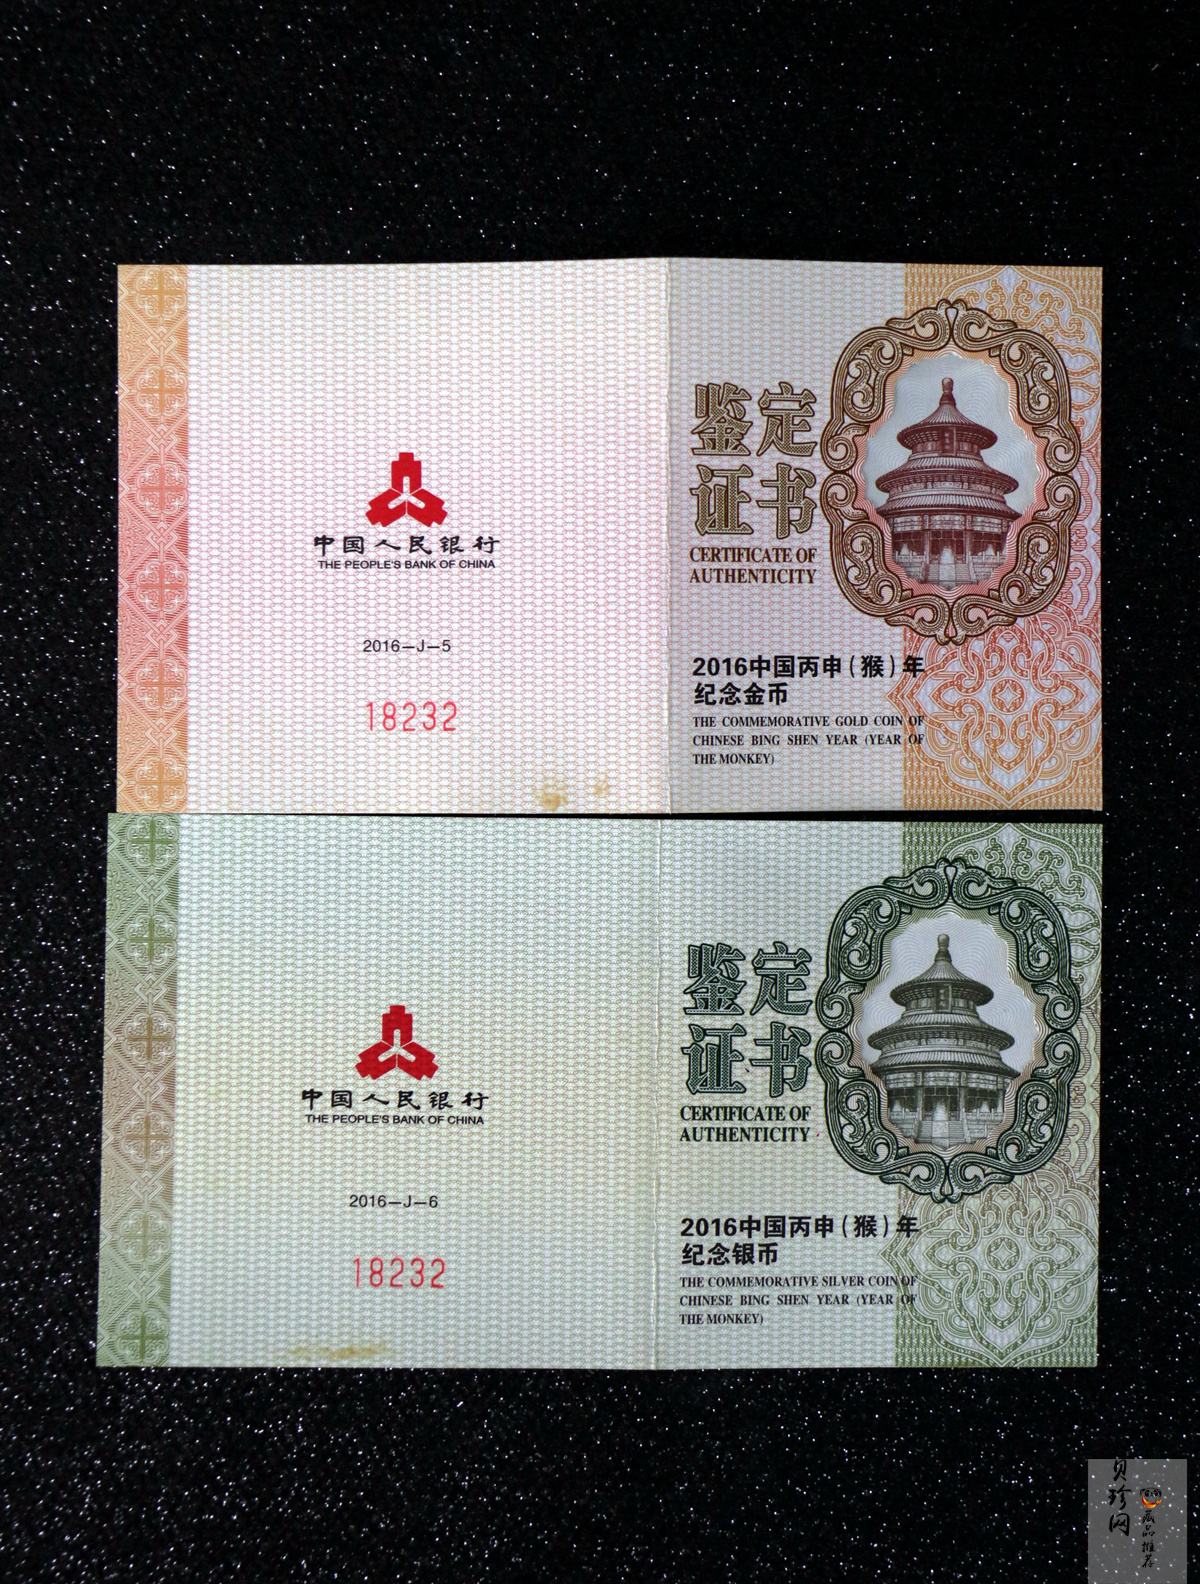 中国人民银行
THE PEOPLE'S BANK OF CHINA
2016-J-5
18232
鉴定
证书
CERTIFICATE OF
AUTHENTICITY
2016中国丙申(猴)年
纪念金币
THE COMMEMORATIVE GOLD COIN OF
CHINESE BING SHEN YEAR (YEAR OF
THE MONKEY)
中国人民银行
THE PEOPLE'S BANK OF CHINA
2016-J-6
18232
鉴定
证书
CERTIFICATE OF
AUTHENTICITY
2016中国丙申(猴)年
纪念银币
THE COMMEMORATIVE SILVER COIN OF
CHINESE BING SHEN YEAR (YEAR OF
THE MONKEY)
贝珍网
藏品推荐